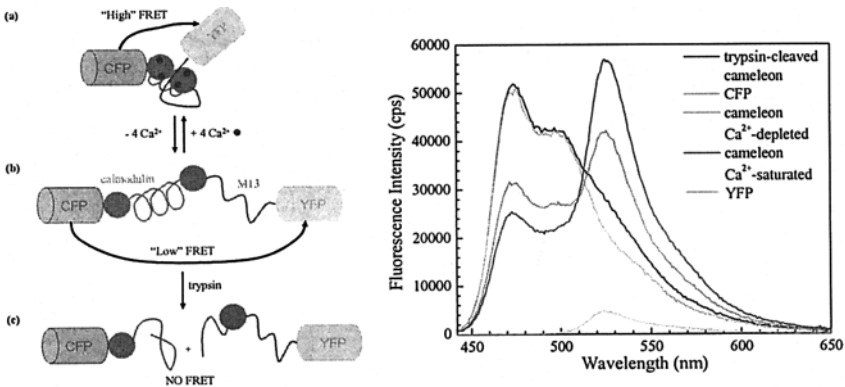 (a)
"High" FRET
CFP
YFP
- 4 Ca²⁺
+ 4 Ca²⁺
(b)
calmodulin
M13
CFP
YFP
"Low" FRET
trypsin
(c)
CFP
+
YFP
NO FRET
60000
50000
40000
30000
20000
10000
0
Fluorescence Intensity (cps)
trypsin-cleaved
cameleon
CFP
cameleon
Ca²⁺-depleted
cameleon
Ca²⁺-saturated
YFP
450
500
550
600
650
Wavelength (nm)